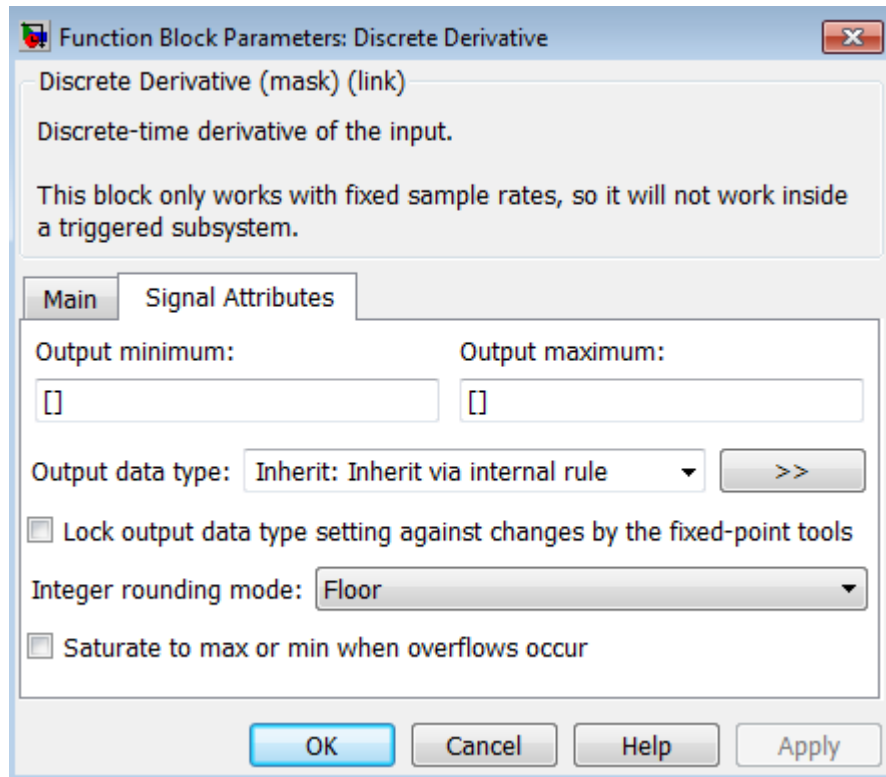 Function Block Parameters: Discrete Derivative
Discrete Derivative (mask) (link)
Discrete-time derivative of the input.
This block only works with fixed sample rates, so it will not work inside
a triggered subsystem.
Main Signal Attributes
Output minimum: Output maximum:
[] []
Output data type: Inherit: Inherit via internal rule >>
Lock output data type setting against changes by the fixed-point tools
Integer rounding mode: Floor
Saturate to max or min when overflows occur
OK Cancel Help Apply